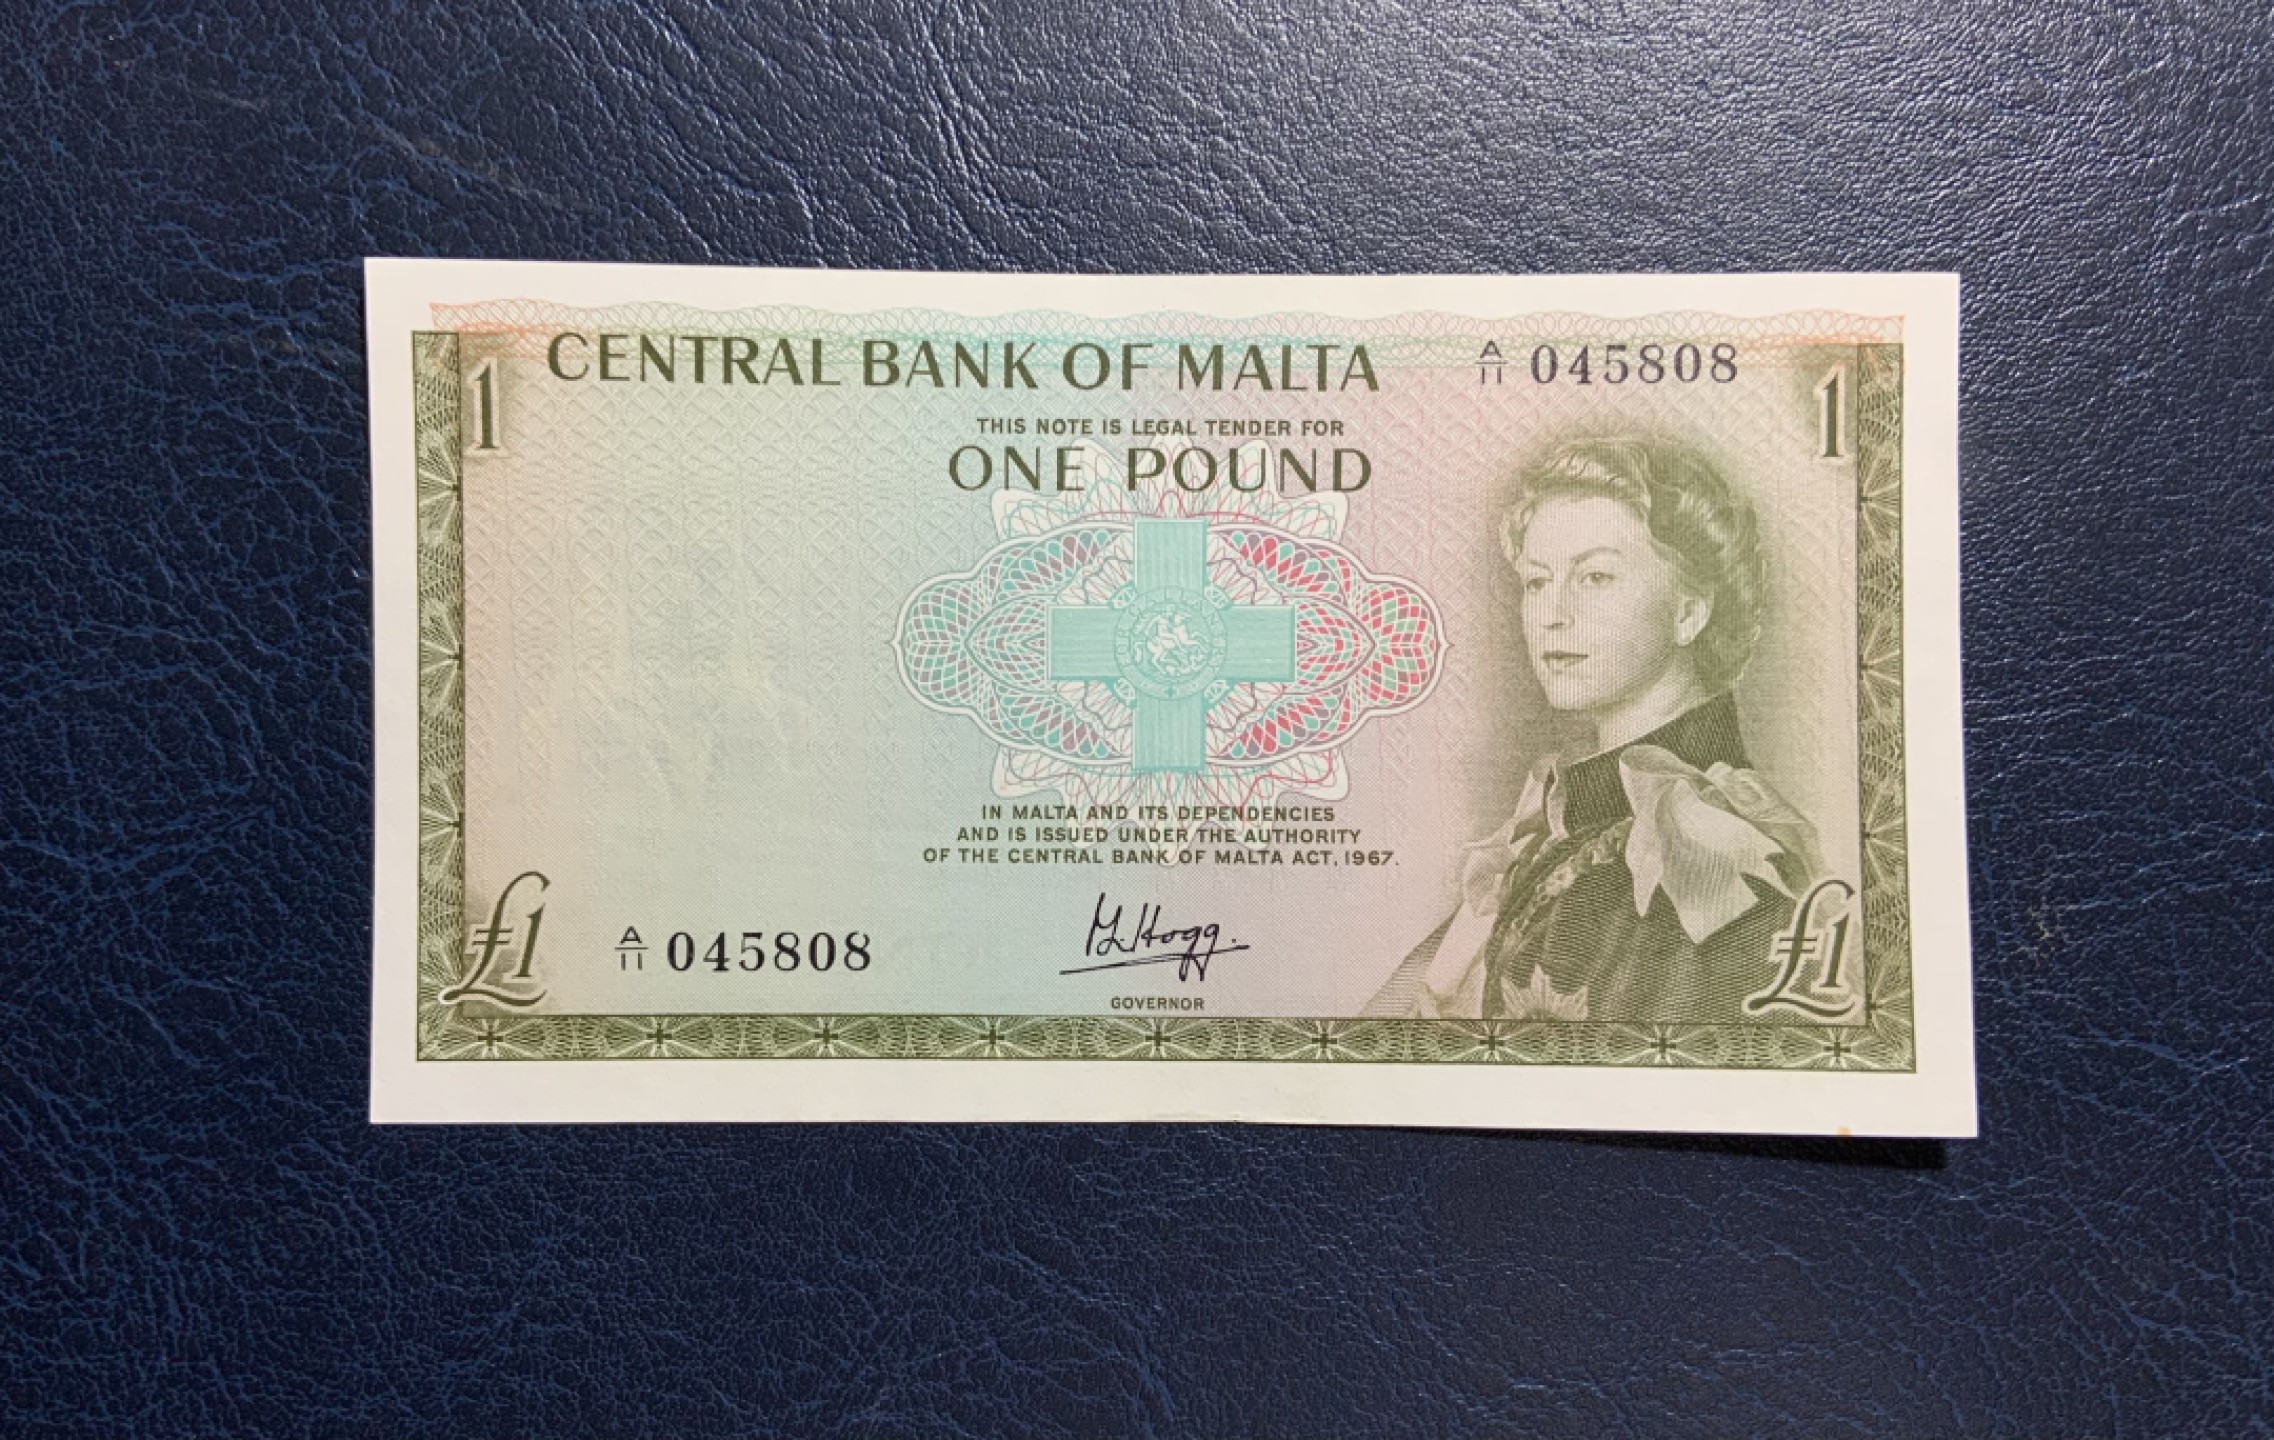 CENTRAL BANK OF MALTA
A/11 045808
1
1
THIS NOTE IS LEGAL TENDER FOR
ONE POUND
IN MALTA AND ITS DEPENDENCIES
AND IS ISSUED UNDER THE AUTHORITY
OF THE CENTRAL BANK OF MALTA ACT, 1967.
£1
A/11 045808
Hogg.
GOVERNOR
£1